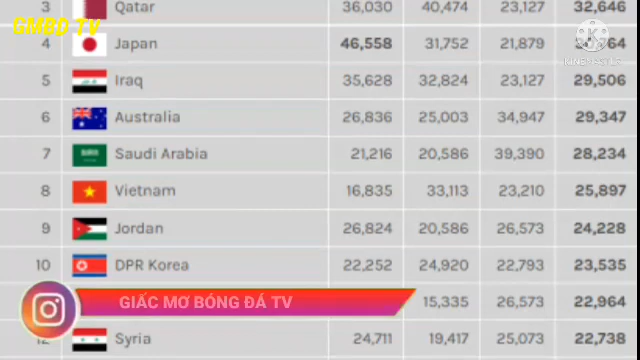 3 Qatar 36,030 40,474 23,127 32,646
GMBD TV
4 Japan 46,558 31,752 21,879
5 Iraq 35,628 32,824 23,127 29,506
6 Australia 26,836 25,003 34,947 29,347
7 Saudi Arabia 21,216 20,586 39,390 28,234
8 Vietnam 16,835 33,113 23,210 25,897
9 Jordan 26,824 20,586 26,573 24,228
10 DPR Korea 22,252 24,920 22,793 23,535
GIẤC MƠ BÓNG ĐÁ TV 15,335 26,573 22,964
12 Syria 24,711 19,417 25,073 22,738